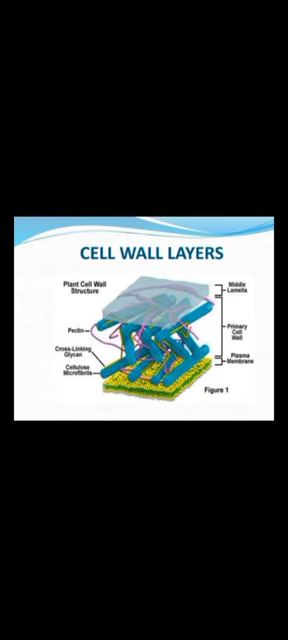 CELL WALL LAYERS
Plant Cell Wall
Structure
Middle
Lamella
Pectin
Primary
Cell
Wall
Cross-Linking
Glycan
Plasma
Membrane
Cellulose
Microfibrils
Figure 1